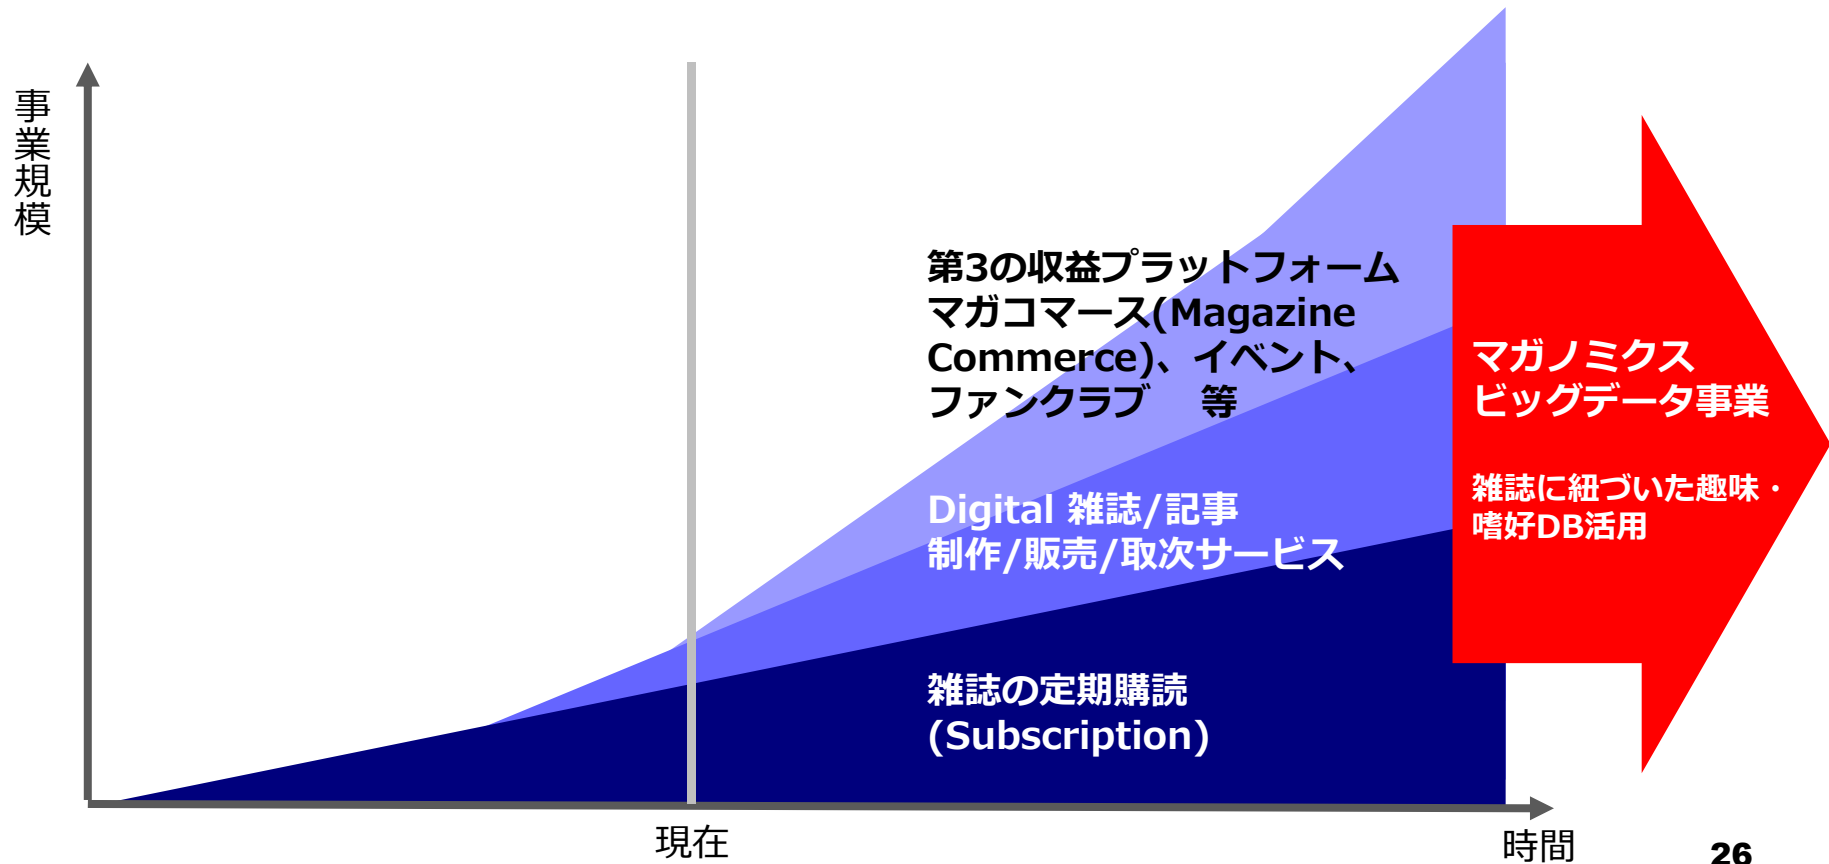 事業規模
第3の収益プラットフォーム
マガコマース(Magazine
Commerce)、イベント、
ファンクラブ 等
マガノミクス
ビッグデータ事業
雑誌に紐づいた趣味・
嗜好DB活用
Digital 雑誌/記事
制作/販売/取次サービス
雑誌の定期購読
(Subscription)
現在
時間
26